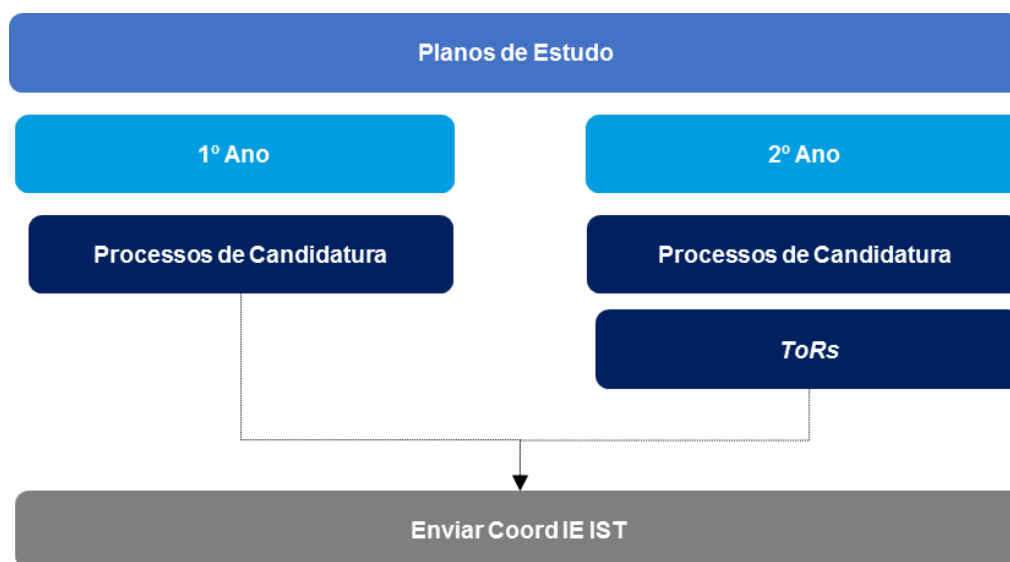 Planos de Estudo
1º Ano
2º Ano
Processos de Candidatura
Processos de Candidatura
ToRs
Enviar Coord IE IST